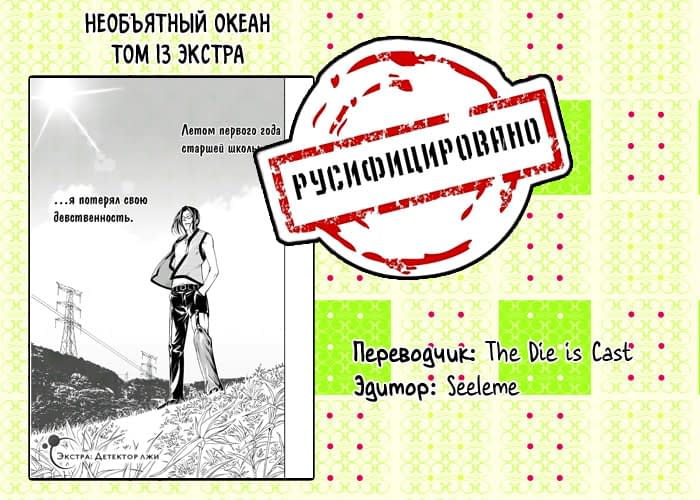 НЕОБЪЯТНЫЙ ОКЕАН
ТОМ 13 ЭКСТРА
Летом первого года
старшей
...я потерял свою
девственность.
РУСИФИЦИРОВАНО
Переводчик: The Die is Cast
Эдитор: Seeleme
Экстра: Детектор лжи